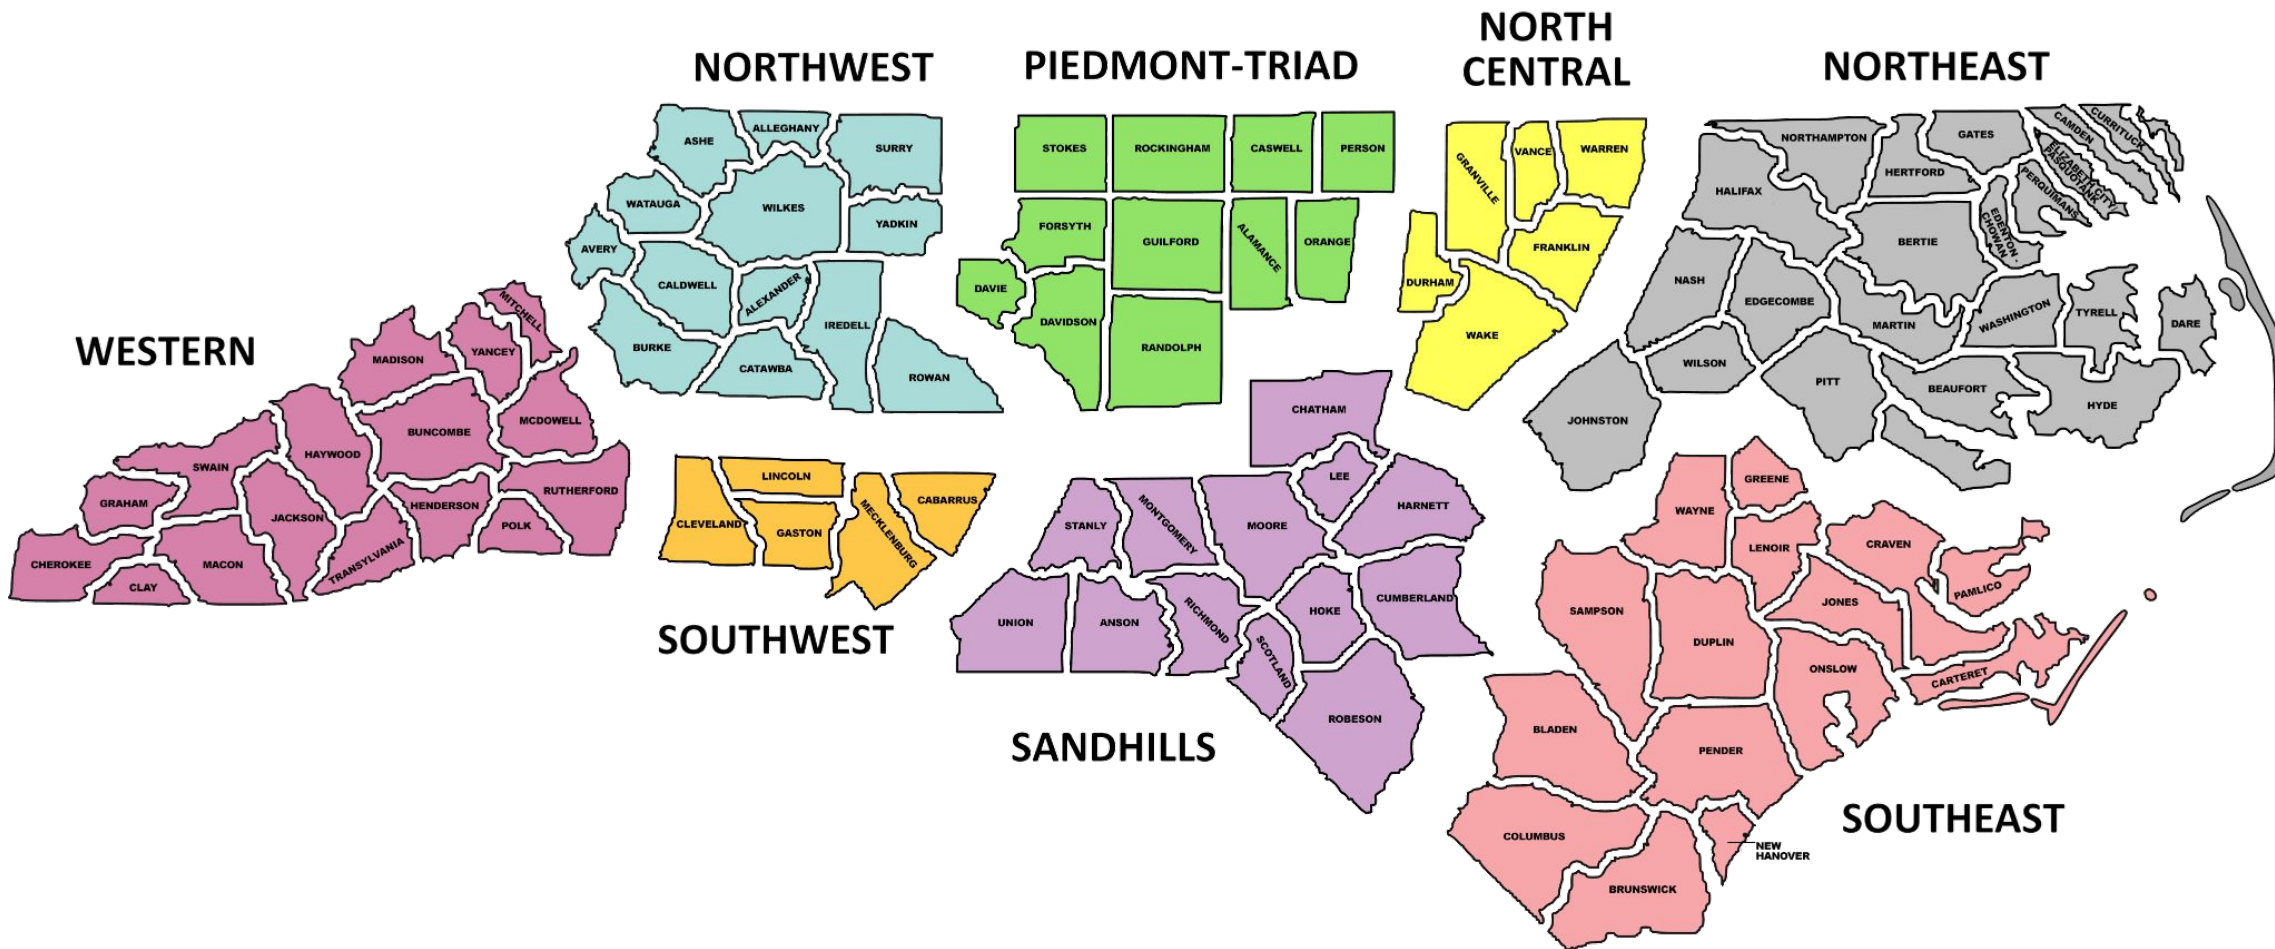 NORTH
CENTRAL
NORTHWEST
PIEDMONT-TRIAD
NORTHEAST
WESTERN
SOUTHWEST
SANDHILLS
SOUTHEAST
MITCHELL
MADISON
YANCEY
MCDOWELL
BUNCOMBE
HAYWOOD
SWAIN
GRAHAM
RUTHERFORD
HENDERSON
POLK
JACKSON
TRANSYLVANIA
CHEROKEE
MACON
CLAY
ASHE
ALLEGHANY
SURRY
WATAUGA
WILKES
YADKIN
AVERY
CALDWELL
ALEXANDER
IREDELL
BURKE
CATAWBA
ROWAN
STOKES
ROCKINGHAM
CASWELL
PERSON
FORSYTH
GUILFORD
ALAMANCE
ORANGE
DAVIE
DAVIDSON
RANDOLPH
GRANVILLE
VANCE
WARREN
FRANKLIN
DURHAM
WAKE
NORTHAMPTON
GATES
CAMDEN
CURRITUCK
HERTFORD
ELIZABETH CITY
PASQUOTANK
PERQUIMANS
HALIFAX
BERTIE
EDENTON-
CHOWAN
NASH
EDGECOMBE
MARTIN
WASHINGTON
TYRELL
DARE
WILSON
PITT
BEAUFORT
HYDE
JOHNSTON
LINCOLN
CLEVELAND
GASTON
MECKLENBURG
CABARRUS
CHATHAM
LEE
HARNETT
STANLY
MONTGOMERY
MOORE
UNION
ANSON
RICHMOND
SCOTLAND
HOKE
CUMBERLAND
ROBESON
GREENE
WAYNE
LENOIR
CRAVEN
PAMLICO
SAMPSON
DUPLIN
JONES
ONSLOW
CARTERET
BLADEN
PENDER
COLUMBUS
NEW
HANOVER
BRUNSWICK